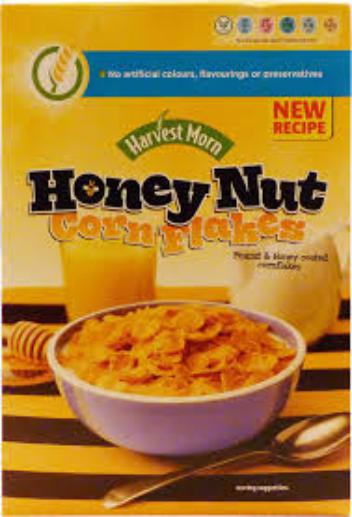 No artificial colours, flavourings or preservatives
NEW
RECIPE
Harvest Morn
Honey Nut
Corn Flakes
Peanut & Honey coated
cornflakes
serving suggestion